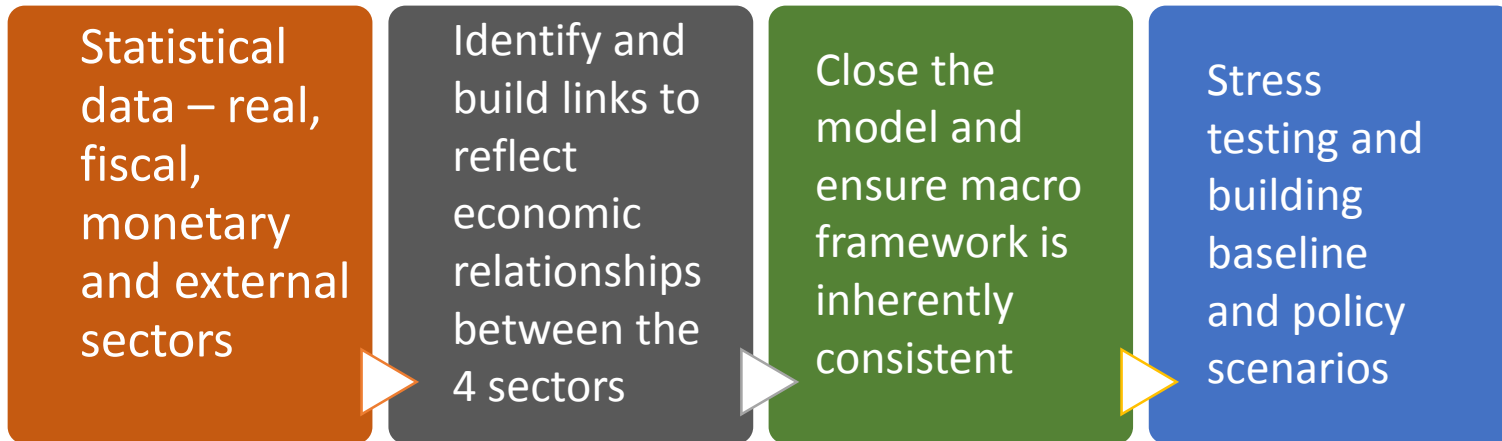 Statistical
data – real,
fiscal,
monetary
and external
sectors
Identify and
build links to
reflect
economic
relationships
between the
4 sectors
Close the
model and
ensure macro
framework is
inherently
consistent
Stress
testing and
building
baseline
and policy
scenarios